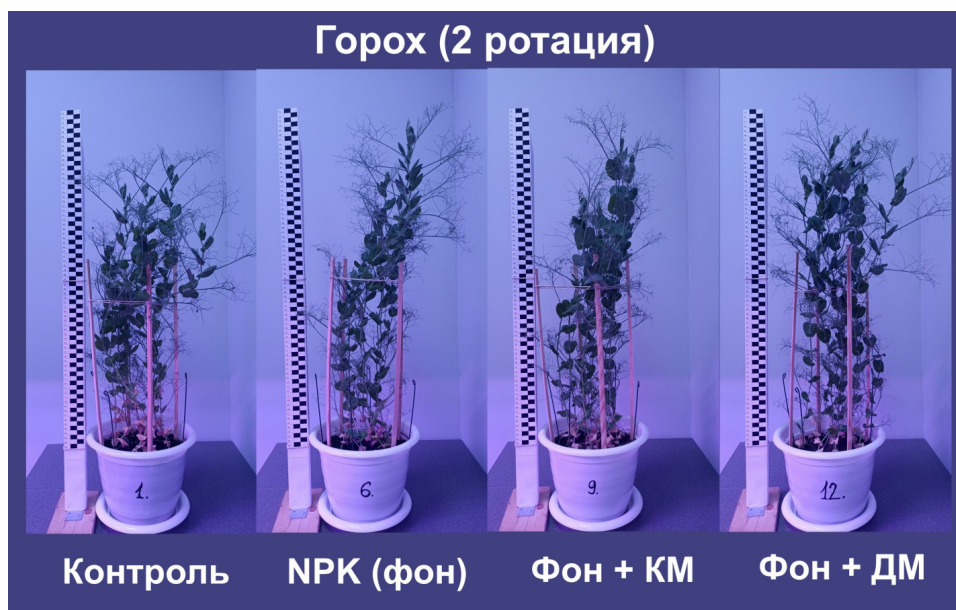 Горох (2 ротация)
1.
6.
9.
12.
Контроль
NPK (фон)
Фон + КМ
Фон + ДМ